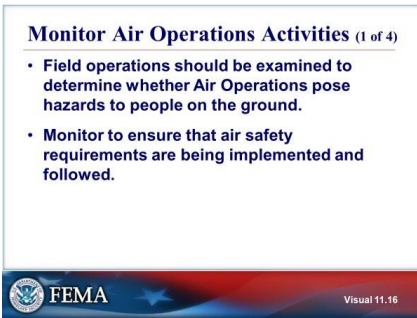 Monitor Air Operations Activities (1 of 4)
• Field operations should be examined to
determine whether Air Operations pose
hazards to people on the ground.
• Monitor to ensure that air safety
requirements are being implemented and
followed.
FEMA
Visual 11.16